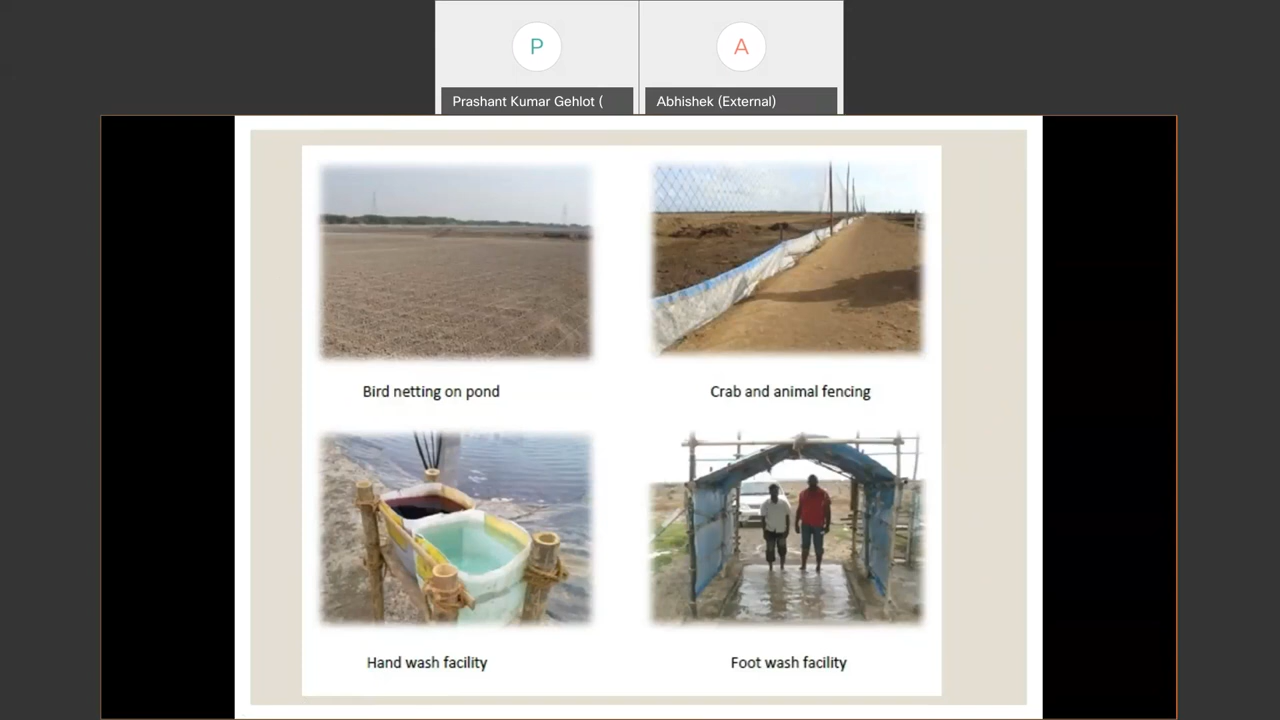 P
A
Prashant Kumar Gehlot (
Abhishek (External)
Bird netting on pond
Crab and animal fencing
Hand wash facility
Foot wash facility